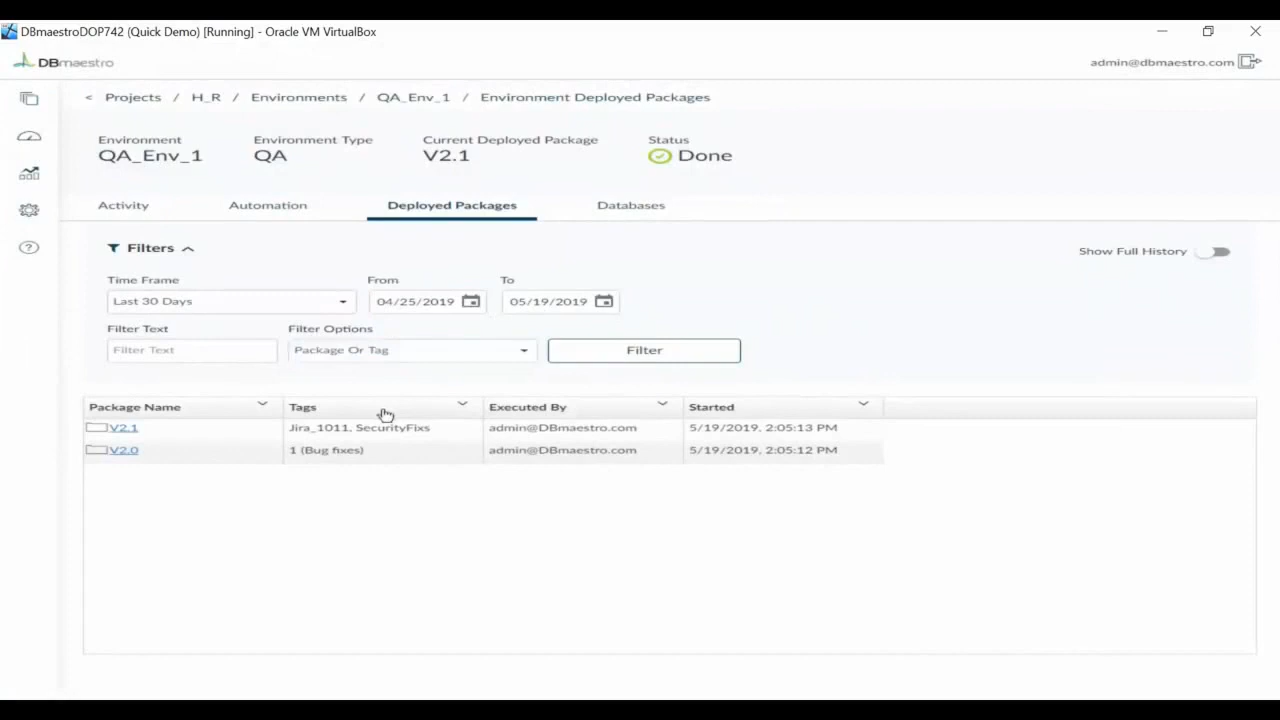 DBmaestroDOP742 (Quick Demo) [Running] - Oracle VM VirtualBox
DBmaestro
admin@dbmaestro.com
< Projects / H_R / Environments / QA_Env_1 / Environment Deployed Packages
Environment Environment Type Current Deployed Package Status
QA_Env_1 QA V2.1 Done
Activity Automation Deployed Packages Databases
Filters
Show Full History
Time Frame From To
Last 30 Days 04/25/2019 05/19/2019
Filter Text Filter Options
Filter Text Package Or Tag Filter
Package Name Tags Executed By Started
V2.1 Jira_1011, SecurityFixs admin@DBmaestro.com 5/19/2019, 2:05:13 PM
V2.0 1 (Bug fixes) admin@DBmaestro.com 5/19/2019, 2:05:12 PM